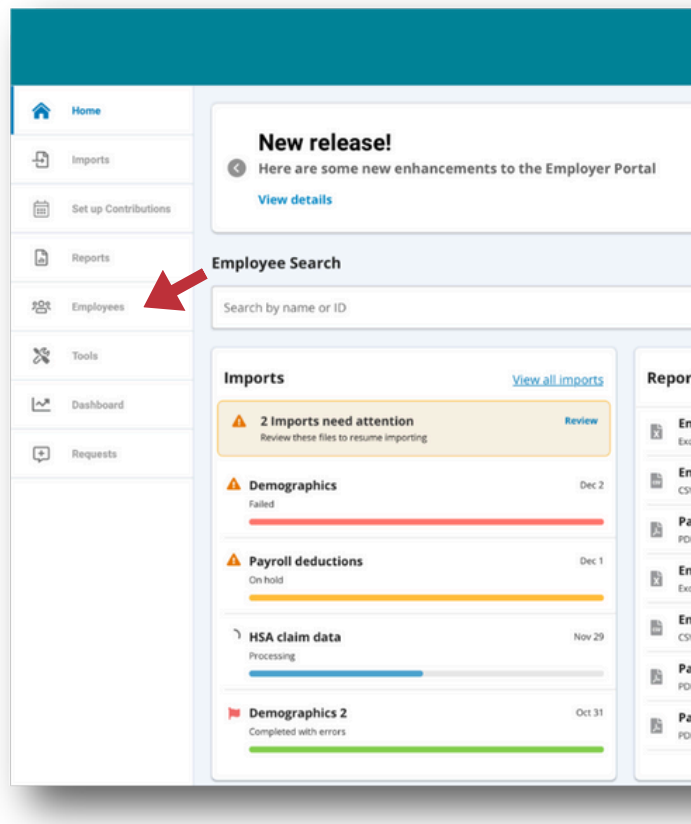 Home
Imports
Set up Contributions
Reports
Employees
Tools
Dashboard
Requests
New release!
Here are some new enhancements to the Employer Portal
View details
Employee Search
Search by name or ID
Imports View all imports
2 Imports need attention Review
Review these files to resume importing
Demographics Dec 2
Failed
Payroll deductions Dec 1
On hold
HSA claim data Nov 29
Processing
Demographics 2 Oct 31
Completed with errors